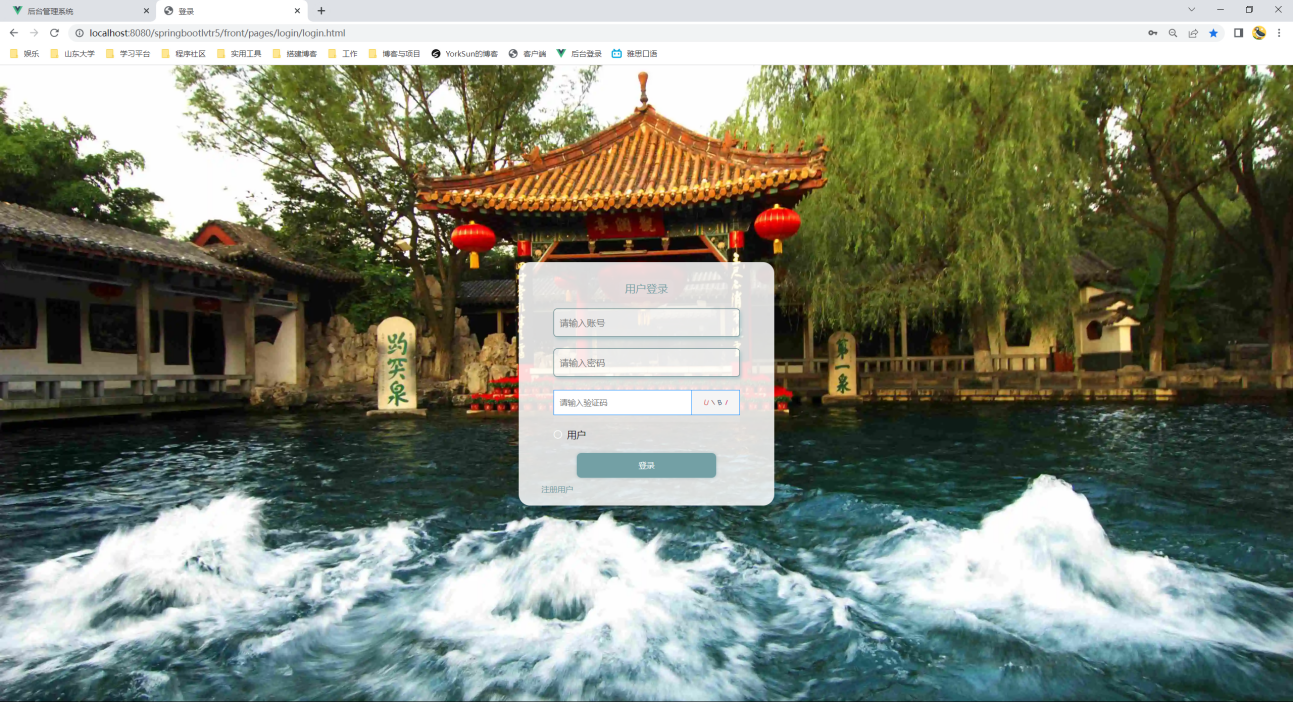 后台管理系统
登录
localhost:8080/springbootlvtr5/front/pages/login/login.html
娱乐 山东大学 学习平台 程序社区 实用工具 搭建博客 工作 博客与项目 YorkSun的博客 客户端 后台登录 雅思口语
用户登录
请输入账号
趵突泉
第一泉
请输入密码
请输入验证码
用户
登录
注册用户